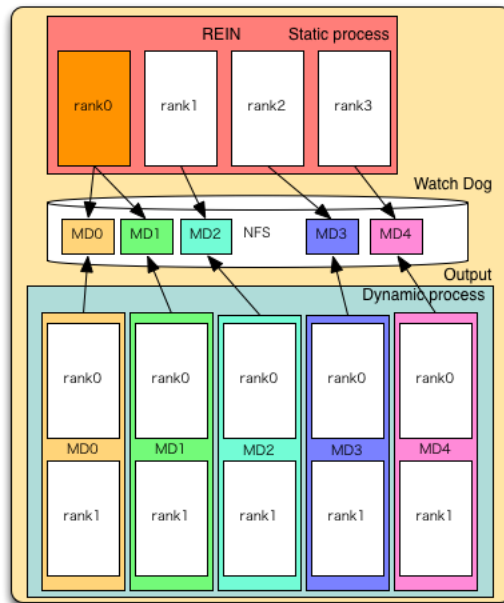 REIN Static process
rank0 rank1 rank2 rank3
Watch Dog
MD0 MD1 MD2 NFS MD3 MD4
Output
Dynamic process
rank0 rank0 rank0 rank0 rank0
MD0 MD1 MD2 MD3 MD4
rank1 rank1 rank1 rank1 rank1